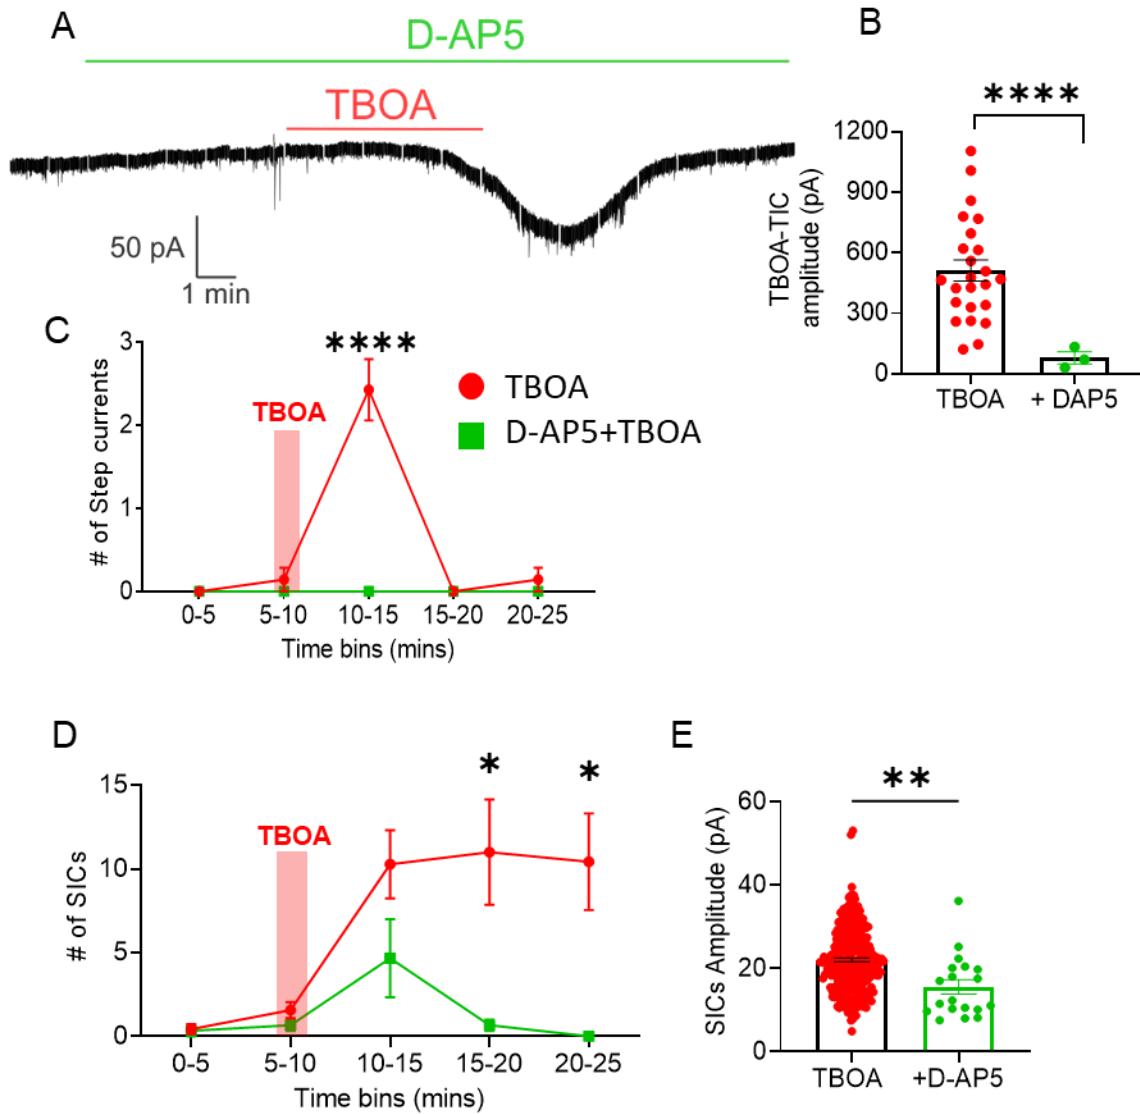 A
D-AP5
TBOA
50 pA
1 min
B
****
TBOA-TIC
amplitude (pA)
1200
900
600
300
0
TBOA
+ DAP5
C
****
# of Step currents
3
2
1
0
TBOA
TBOA
D-AP5+TBOA
0-5
5-10
10-15
15-20
20-25
Time bins (mins)
D
*
*
# of SICs
15
10
5
0
TBOA
0-5
5-10
10-15
15-20
20-25
Time bins (mins)
E
**
SICs Amplitude (pA)
60
40
20
0
TBOA
+D-AP5